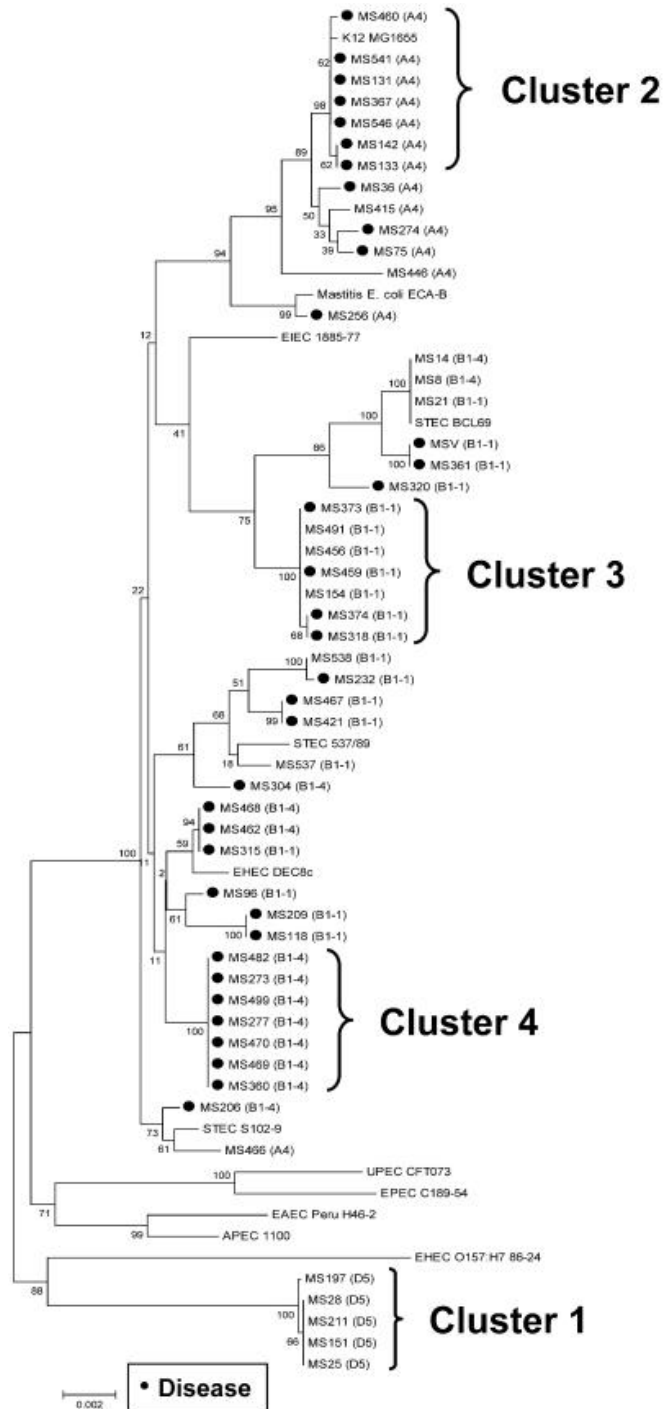 MS460 (A4)
K12 MG1655
62
MS541 (A4)
MS131 (A4)
MS367 (A4)
98
MS546 (A4)
MS142 (A4)
62
MS133 (A4)
Cluster 2
89
MS36 (A4)
95
50
MS415 (A4)
33
MS274 (A4)
39
MS75 (A4)
94
MS446 (A4)
Mastitis E. coli ECA-B
99
MS256 (A4)
12
EIEC 1885-77
MS14 (B1-4)
100
MS8 (B1-4)
MS21 (B1-1)
100
STEC BCL69
41
86
MSV (B1-1)
100
MS361 (B1-1)
MS320 (B1-1)
75
MS373 (B1-1)
MS491 (B1-1)
MS456 (B1-1)
100
MS459 (B1-1)
MS154 (B1-1)
MS374 (B1-1)
68
MS318 (B1-1)
Cluster 3
22
100
MS538 (B1-1)
51
MS232 (B1-1)
68
MS467 (B1-1)
99
MS421 (B1-1)
61
STEC 537/89
18
MS537 (B1-1)
MS304 (B1-4)
94
MS468 (B1-4)
MS462 (B1-4)
59
MS315 (B1-1)
100
11
2
EHEC DEC8c
MS96 (B1-1)
61
MS209 (B1-1)
100
MS118 (B1-1)
11
MS482 (B1-4)
MS273 (B1-4)
MS499 (B1-4)
MS277 (B1-4)
100
MS470 (B1-4)
MS469 (B1-4)
MS360 (B1-4)
Cluster 4
MS206 (B1-4)
73
STEC S102-9
61
MS466 (A4)
100
UPEC CFT073
EPEC C189-54
71
EAEC Peru H46-2
99
APEC 1100
EHEC O157:H7 86-24
88
MS197 (D5)
100
MS28 (D5)
MS211 (D5)
66
MS151 (D5)
MS25 (D5)
Cluster 1
Disease
0.002